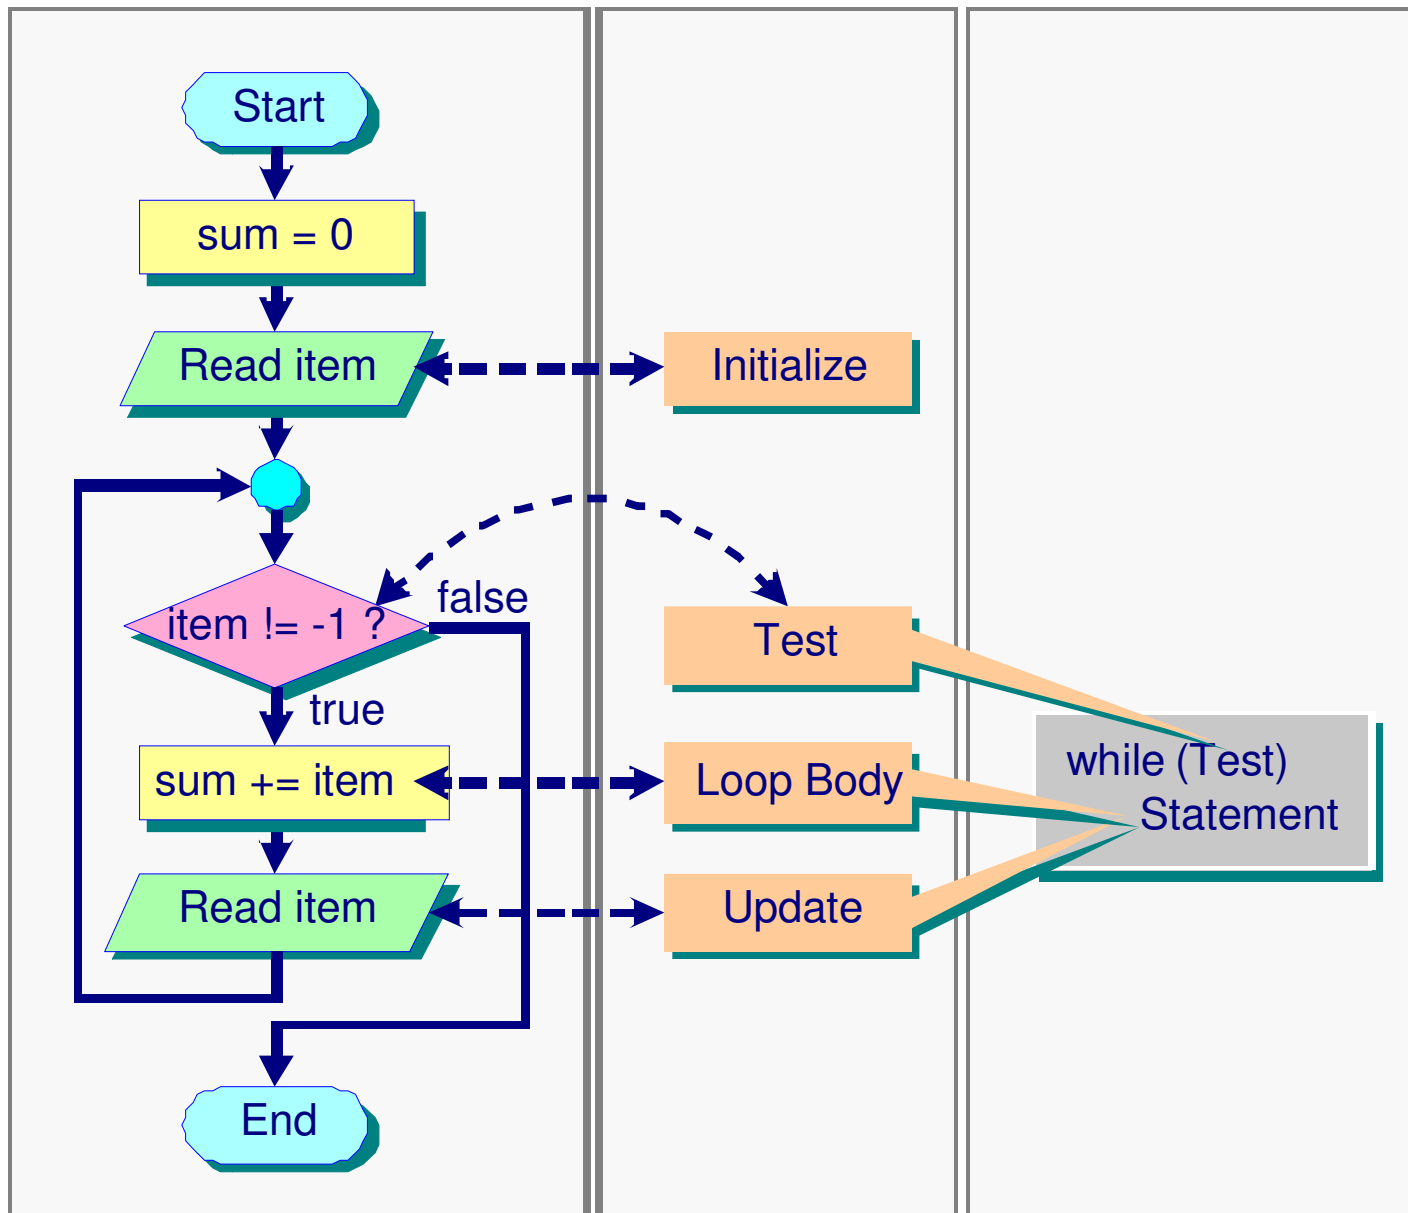 Start
sum = 0
Read item
Initialize
item != -1 ?
false
true
Test
sum += item
Loop Body
while (Test)
Statement
Read item
Update
End